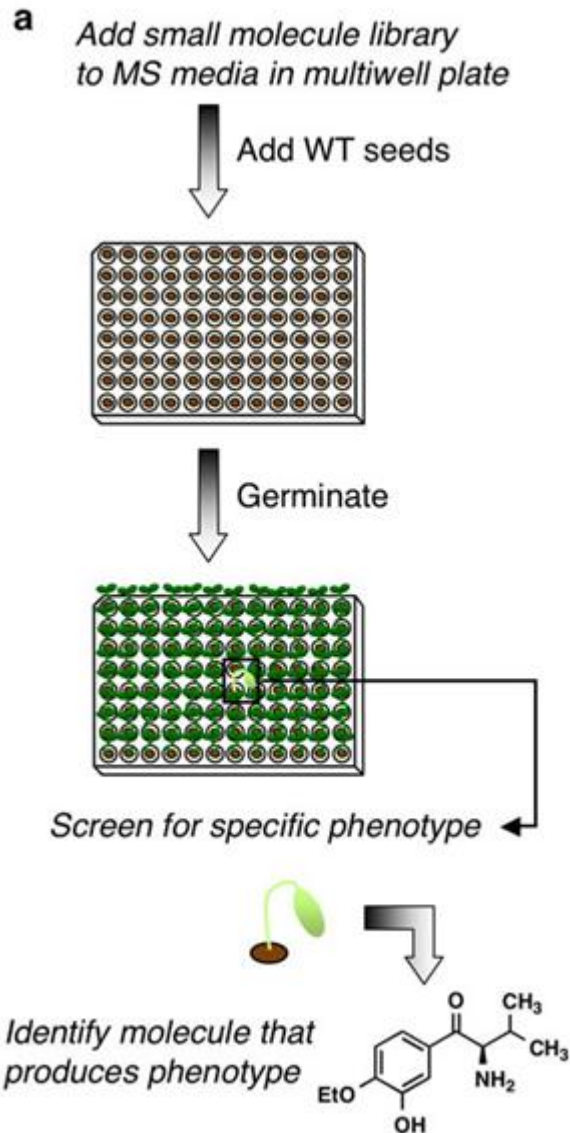 a
Add small molecule library
to MS media in multiwell plate
Add WT seeds
Germinate
Screen for specific phenotype
Identify molecule that
produces phenotype
O
CH₃
CH₃
NH₂
EtO
OH